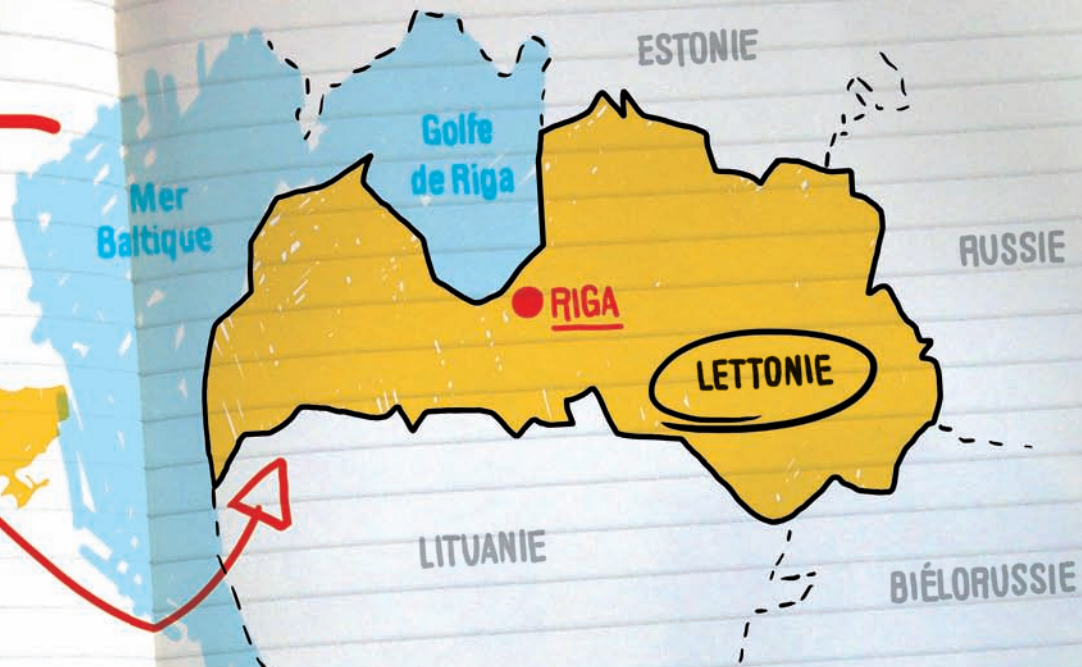 ESTONIE
Golfe
de Riga
Mer
Baltique
RUSSIE
RIGA
LETTONIE
LITUANIE
BIÉLORUSSIE